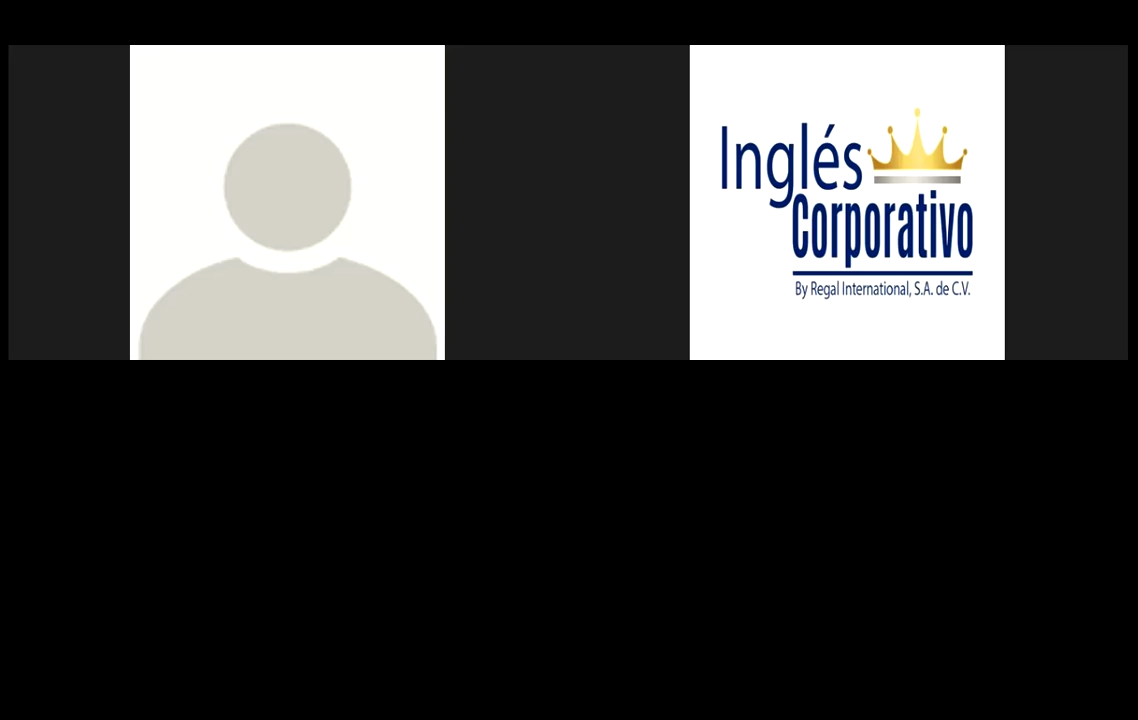 Inglés
Corporativo
By Regal International, S.A. de C.V.